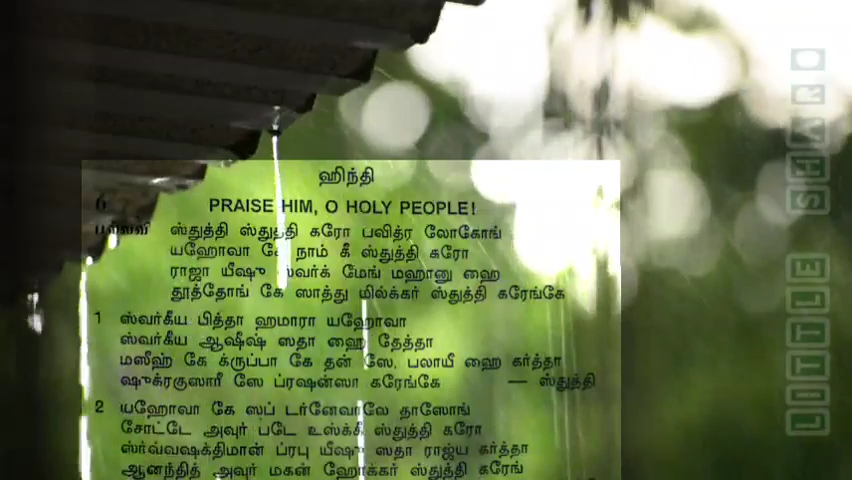 ஹிந்தி
6
PRAISE HIM, O HOLY PEOPLE!
பல்லவி ஸ்துத்தி ஸ்துத்தி கரோ பவித்ர லோகோங்
யஹோவா கே நாம் கீ ஸ்துத்தி கரோ
ராஜா யீஷு ஸ்வர்க் மேங் மஹானு ஹை
தூத்தோங் கே ஸாத்து மில்க்கர் ஸ்துத்தி கரேங்கே
1 ஸ்வர்கீய பித்தா ஹமாரா யஹோவா
ஸ்வர்கீய ஆஷீஷ் ஸதா ஹை தேத்தா
மஸீஹ் கே க்ருப்பா கே தன் ஸே, பலாயீ ஹை கர்த்தா
ஷுக்ரகுஸாரீ ஸே ப்ரஷன்ஸா கரேங்கே — ஸ்துத்தி
2 யஹோவா கே ஸப் டர்னேவாலே தாஸோங்
சோட்டே அவுர் படே உஸ்க்கீ ஸ்துத்தி கரோ
ஸர்வ்வஷக்திமான் ப்ரபு யீஷு ஸதா ராஜ்ய கர்த்தா
ஆனந்தித் அவுர் மகன் ஹோக்கர் ஸ்துத்தி கரேங்
LITTLE SHARO